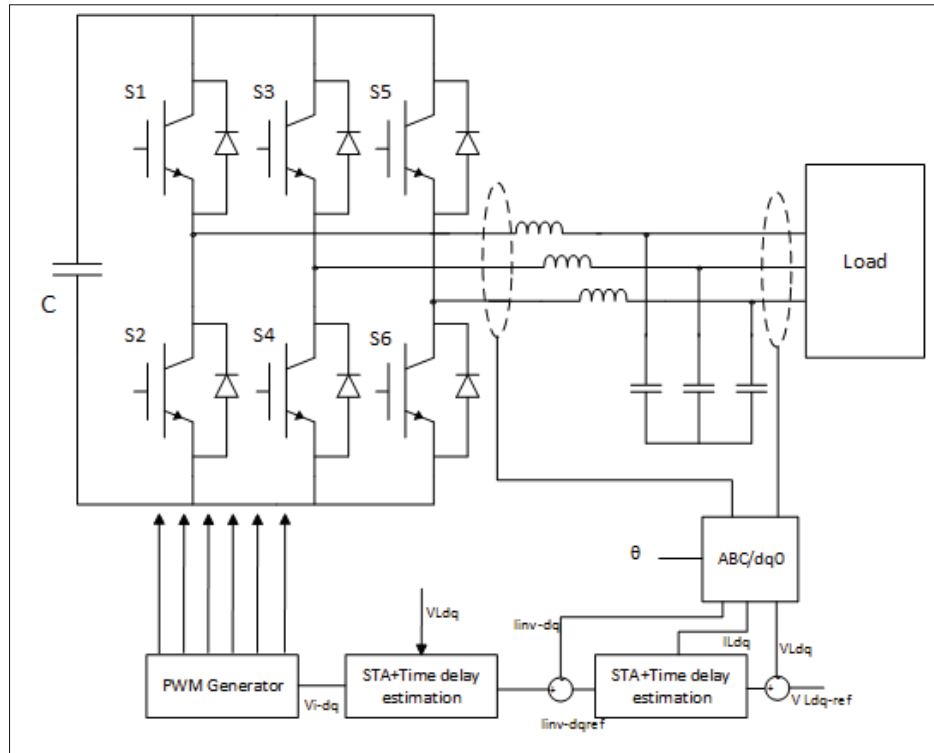 S1
S3
S5
C
Load
S2
S4
S6
θ
ABC/dq0
VLdq
Iinv-dq
ILdq
VLdq
PWM Generator
Vi-dq
STA+Time delay
estimation
+
Iinv-dqref
STA+Time delay
estimation
+
V Ldq-ref